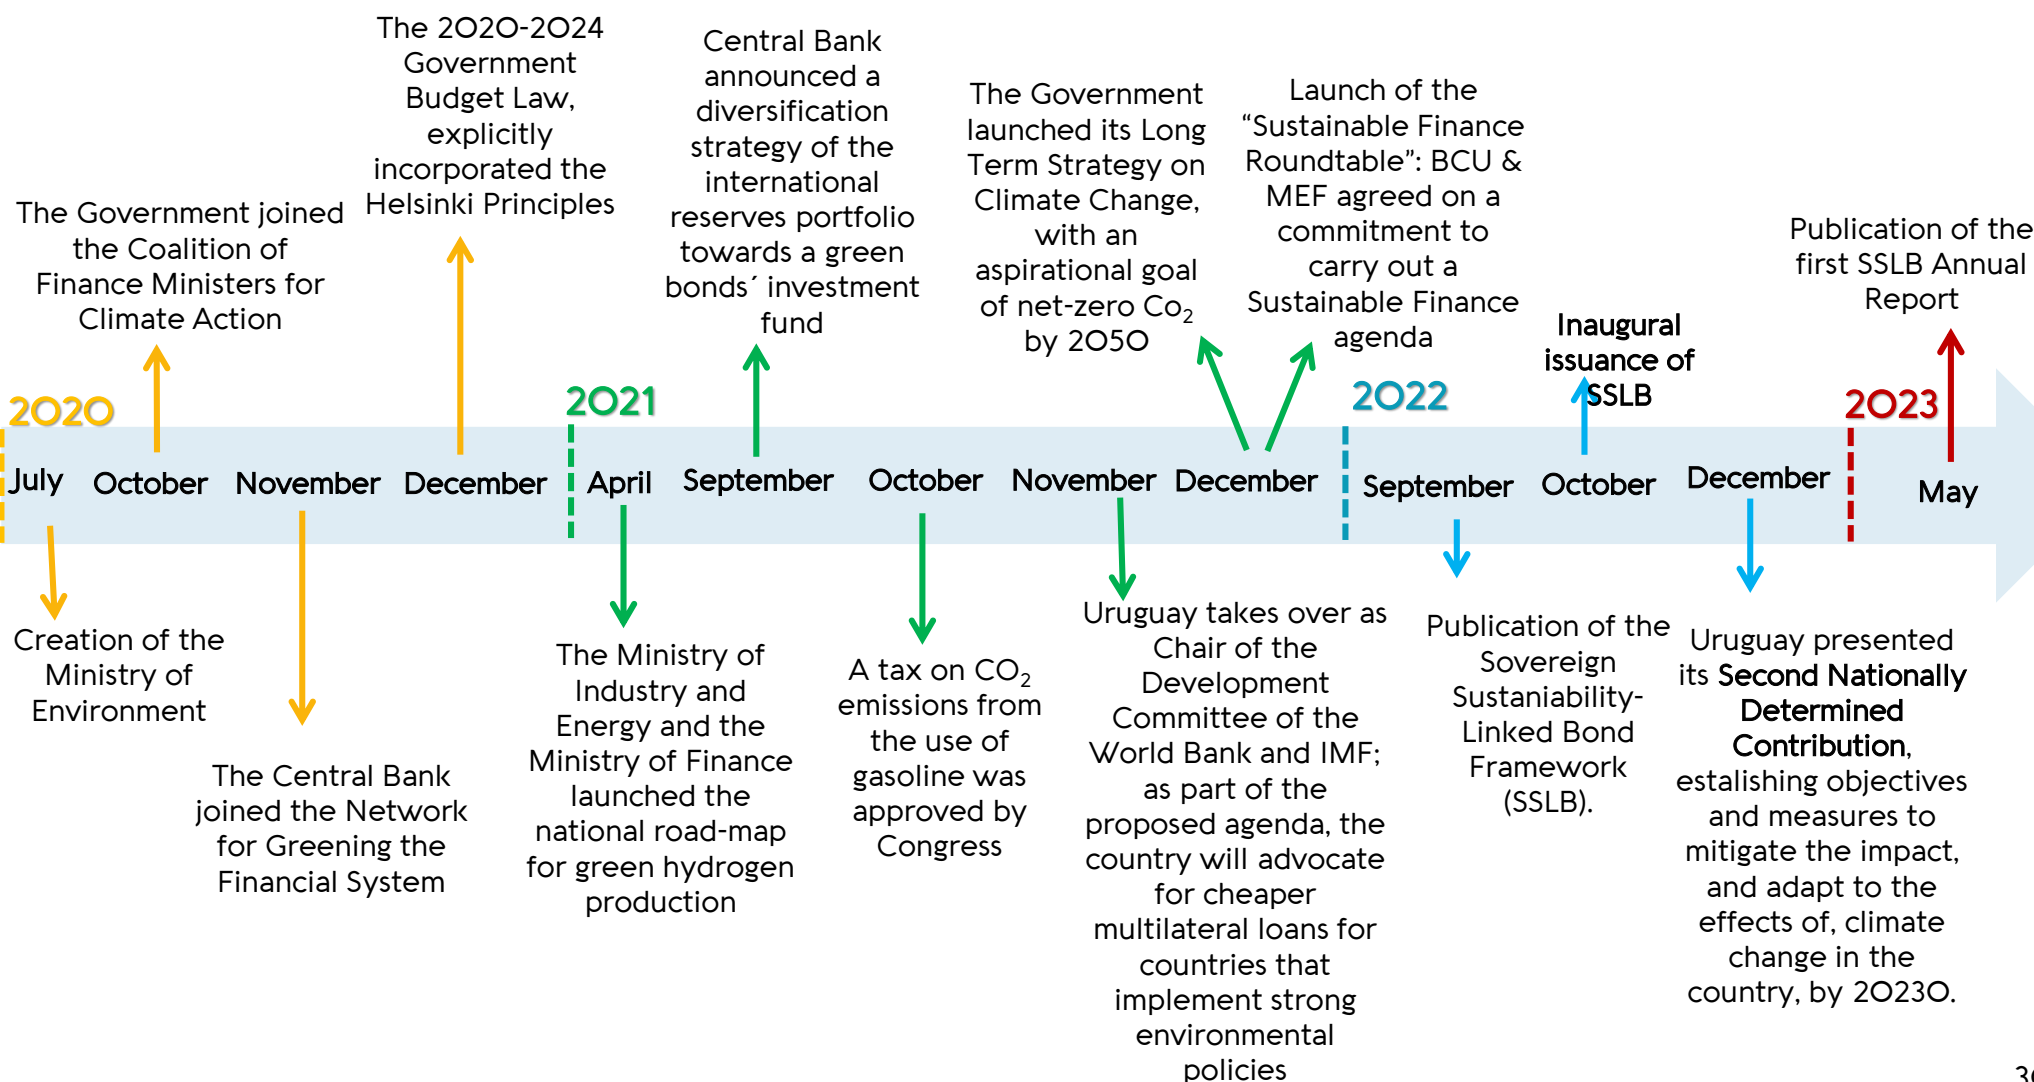 The 2020-2024
Government
Budget Law,
explicitly
incorporated the
Helsinki Principles
Central Bank
announced a
diversification
strategy of the
international
reserves portfolio
towards a green
bonds´ investment
fund
The Government
launched its Long
Term Strategy on
Climate Change,
with an
aspirational goal
of net-zero Co₂
by 2050
Launch of the
“Sustainable Finance
Roundtable”: BCU &
MEF agreed on a
commitment to
carry out a
Sustainable Finance
agenda
The Government joined
the Coalition of
Finance Ministers for
Climate Action
Publication of the
first SSLB Annual
Report
Inaugural
issuance of
SSLB
2020
2021
2022
2023
July
October
November
December
April
September
October
November
December
September
October
December
May
Creation of the
Ministry of
Environment
The Central Bank
joined the Network
for Greening the
Financial System
The Ministry of
Industry and
Energy and the
Ministry of Finance
launched the
national road-map
for green hydrogen
production
A tax on CO₂
emissions from
the use of
gasoline was
approved by
Congress
Uruguay takes over as
Chair of the
Development
Committee of the
World Bank and IMF;
as part of the
proposed agenda, the
country will advocate
for cheaper
multilateral loans for
countries that
implement strong
environmental
policies
Publication of the
Sovereign
Sustaniability-
Linked Bond
Framework
(SSLB).
Uruguay presented
its Second Nationally
Determined
Contribution,
estalishing objectives
and measures to
mitigate the impact,
and adapt to the
effects of, climate
change in the
country, by 20230.